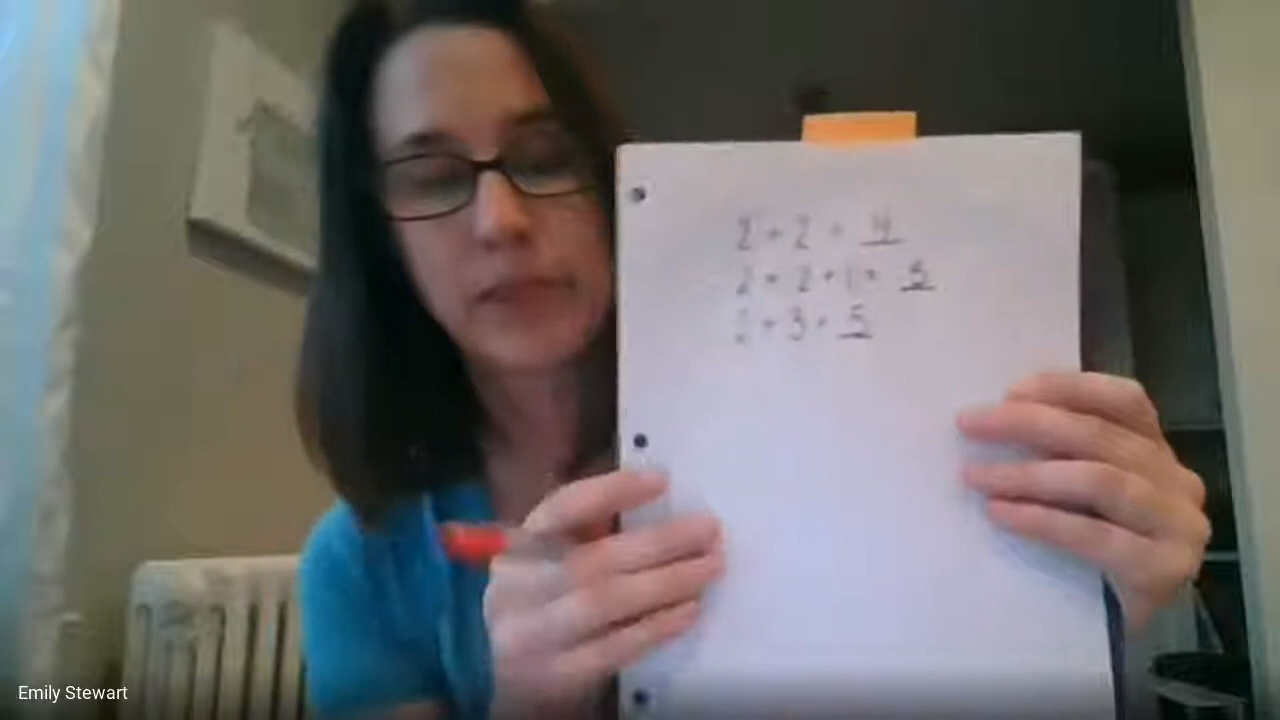 2 + 2 = 4
2 + 2 + 1 = 5
2 + 3 = 5
Emily Stewart